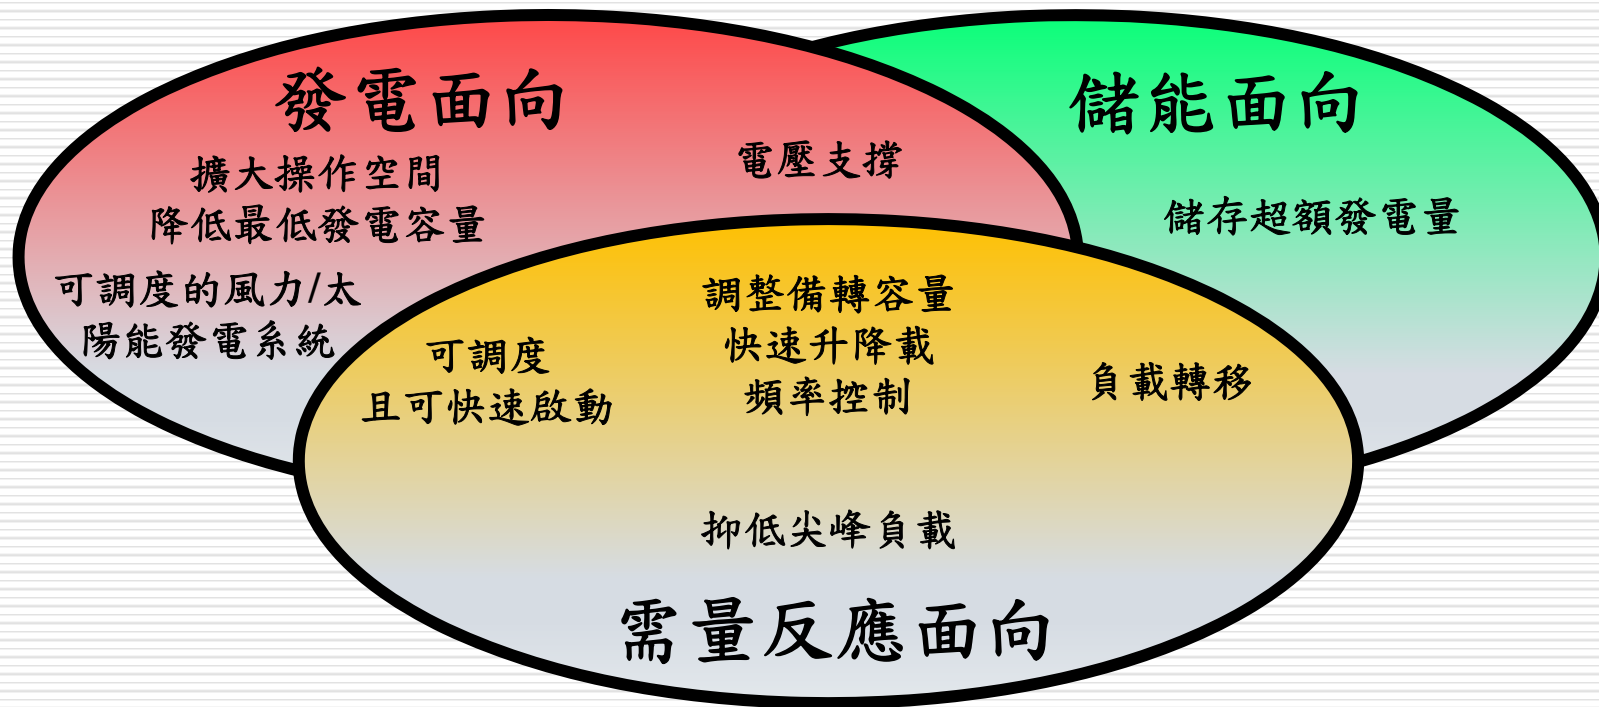 發電面向
儲能面向
擴大操作空間
降低最低發電容量
電壓支撐
儲存超額發電量
可調度的風力/太
陽能發電系統
調整備轉容量
快速升降載
頻率控制
可調度
且可快速啟動
負載轉移
抑低尖峰負載
需量反應面向